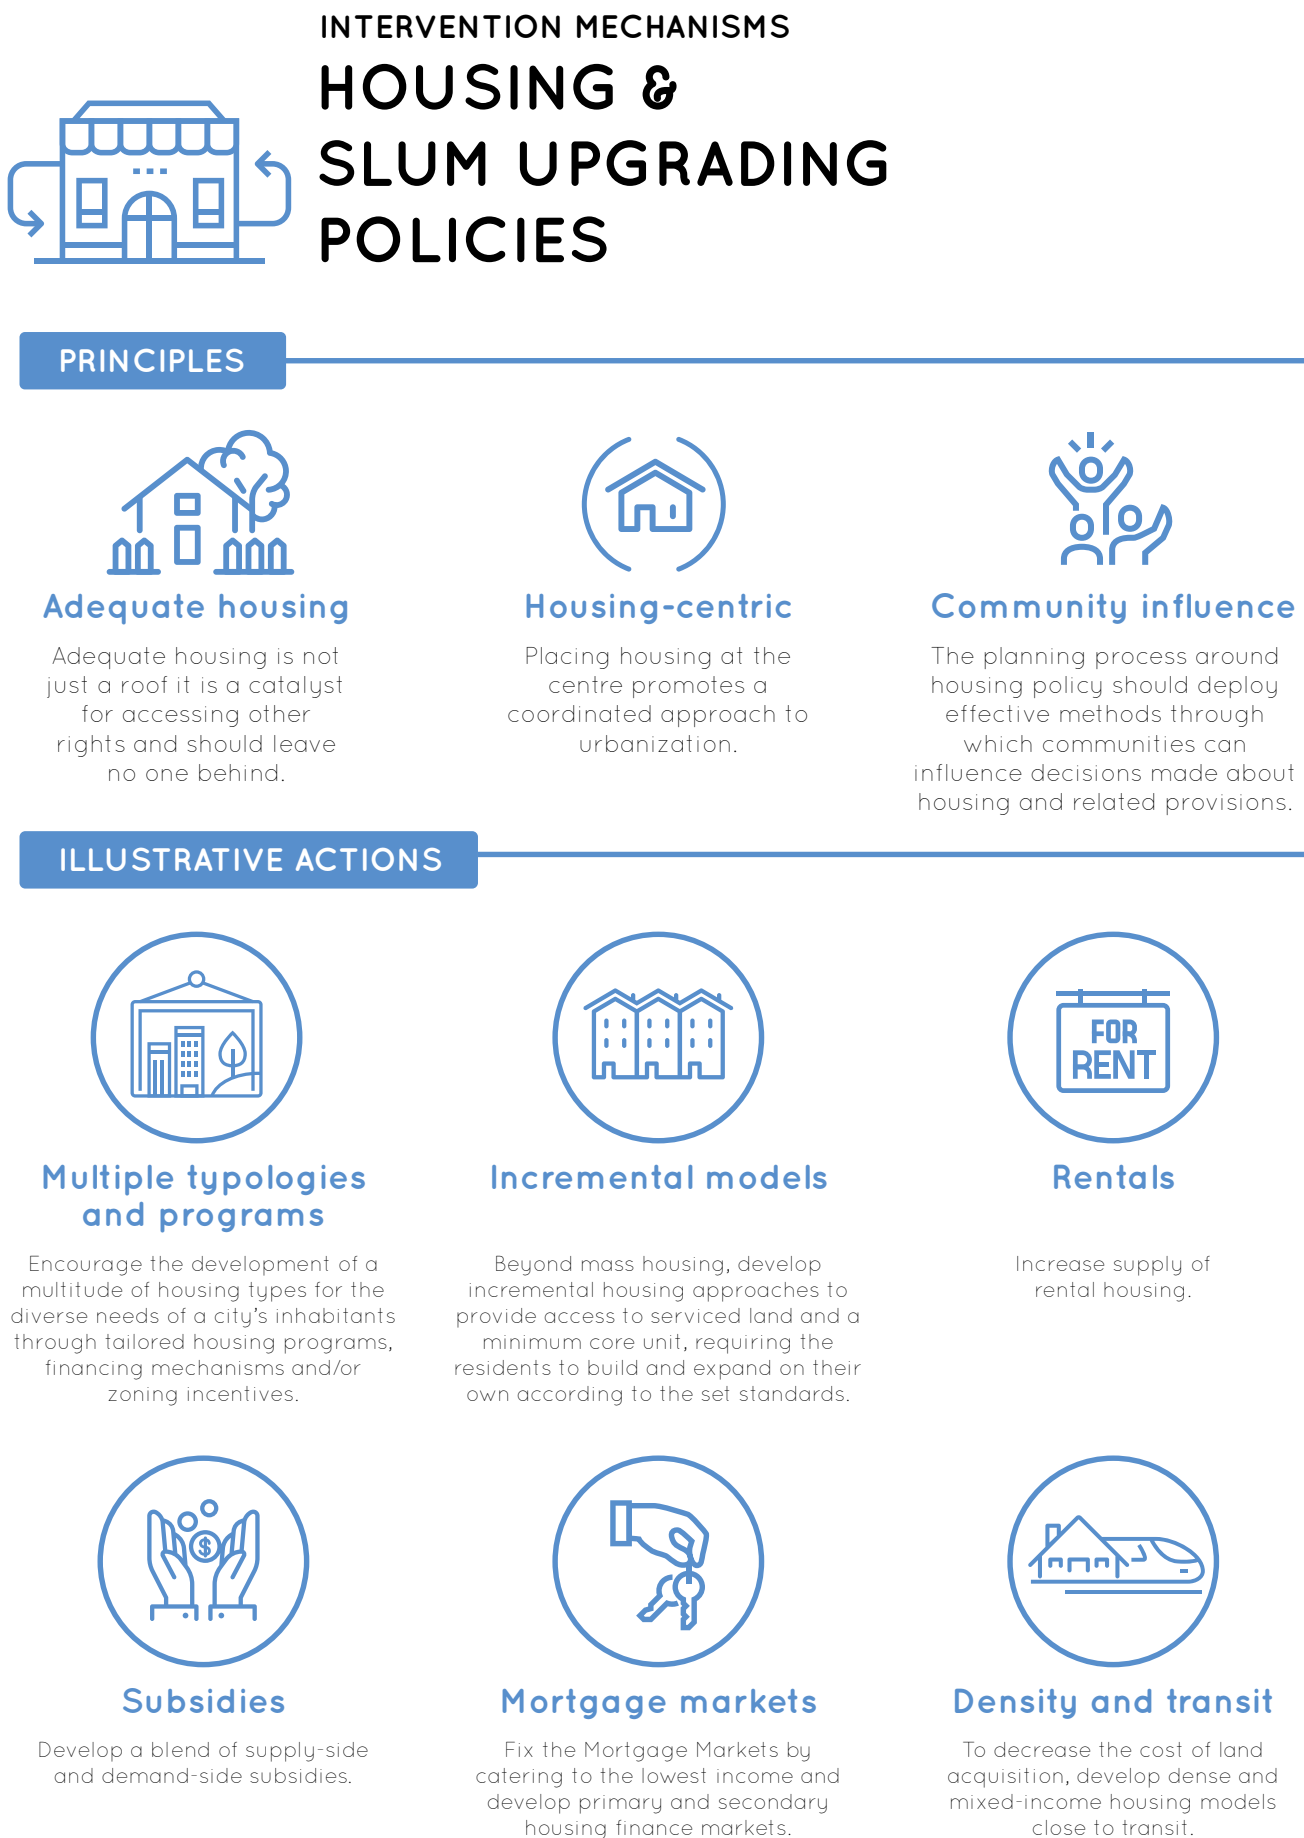 INTERVENTION MECHANISMS
HOUSING &
SLUM UPGRADING
POLICIES
PRINCIPLES
Adequate housing
Adequate housing is not
just a roof it is a catalyst
for accessing other
rights and should leave
no one behind.
Housing-centric
Placing housing at the
centre promotes a
coordinated approach to
urbanization.
Community influence
The planning process around
housing policy should deploy
effective methods through
which communities can
influence decisions made about
housing and related provisions.
ILLUSTRATIVE ACTIONS
Multiple typologies
and programs
Encourage the development of a
multitude of housing types for the
diverse needs of a city's inhabitants
through tailored housing programs,
financing mechanisms and/or
zoning incentives.
Incremental models
Beyond mass housing, develop
incremental housing approaches to
provide access to serviced land and a
minimum core unit, requiring the
residents to build and expand on their
own according to the set standards.
FOR
RENT
Rentals
Increase supply of
rental housing.
$
Subsidies
Develop a blend of supply-side
and demand-side subsidies.
Mortgage markets
Fix the Mortgage Markets by
catering to the lowest income and
develop primary and secondary
housing finance markets.
Density and transit
To decrease the cost of land
acquisition, develop dense and
mixed-income housing models
close to transit.